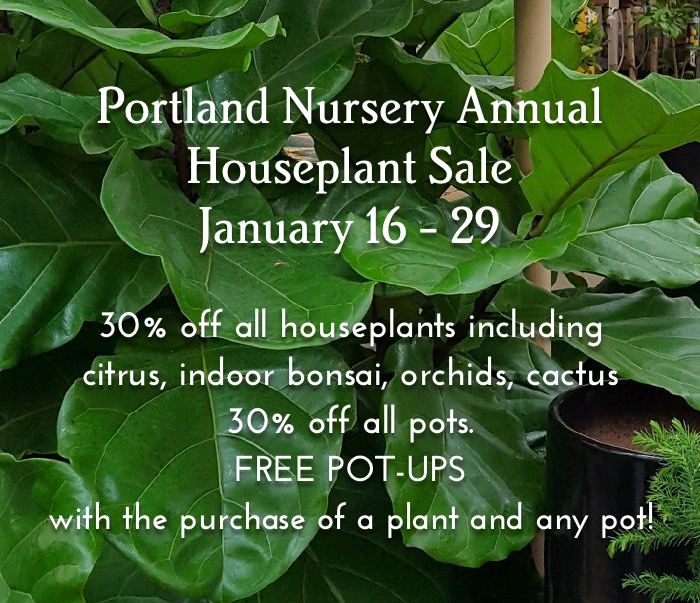 Portland Nursery Annual
Houseplant Sale
January 16 - 29
30% off all houseplants including
citrus, indoor bonsai, orchids, cactus
30% off all pots.
FREE POT-UPS
with the purchase of a plant and any pot!